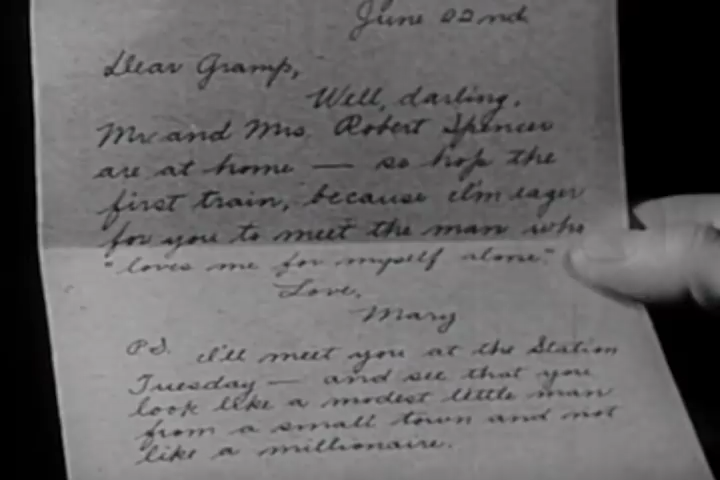 June 22nd
Dear Gramp,
Well, darling,
Mr and Mrs. Robert Spencer
are at home — so hop the
first train, because I'm eager
for you to meet the man who
"loves me for myself alone."
Love,
Mary
P.S. I'll meet you at the Station
Tuesday — and see that you
look like a modest little man
from a small town and not
like a millionaire.